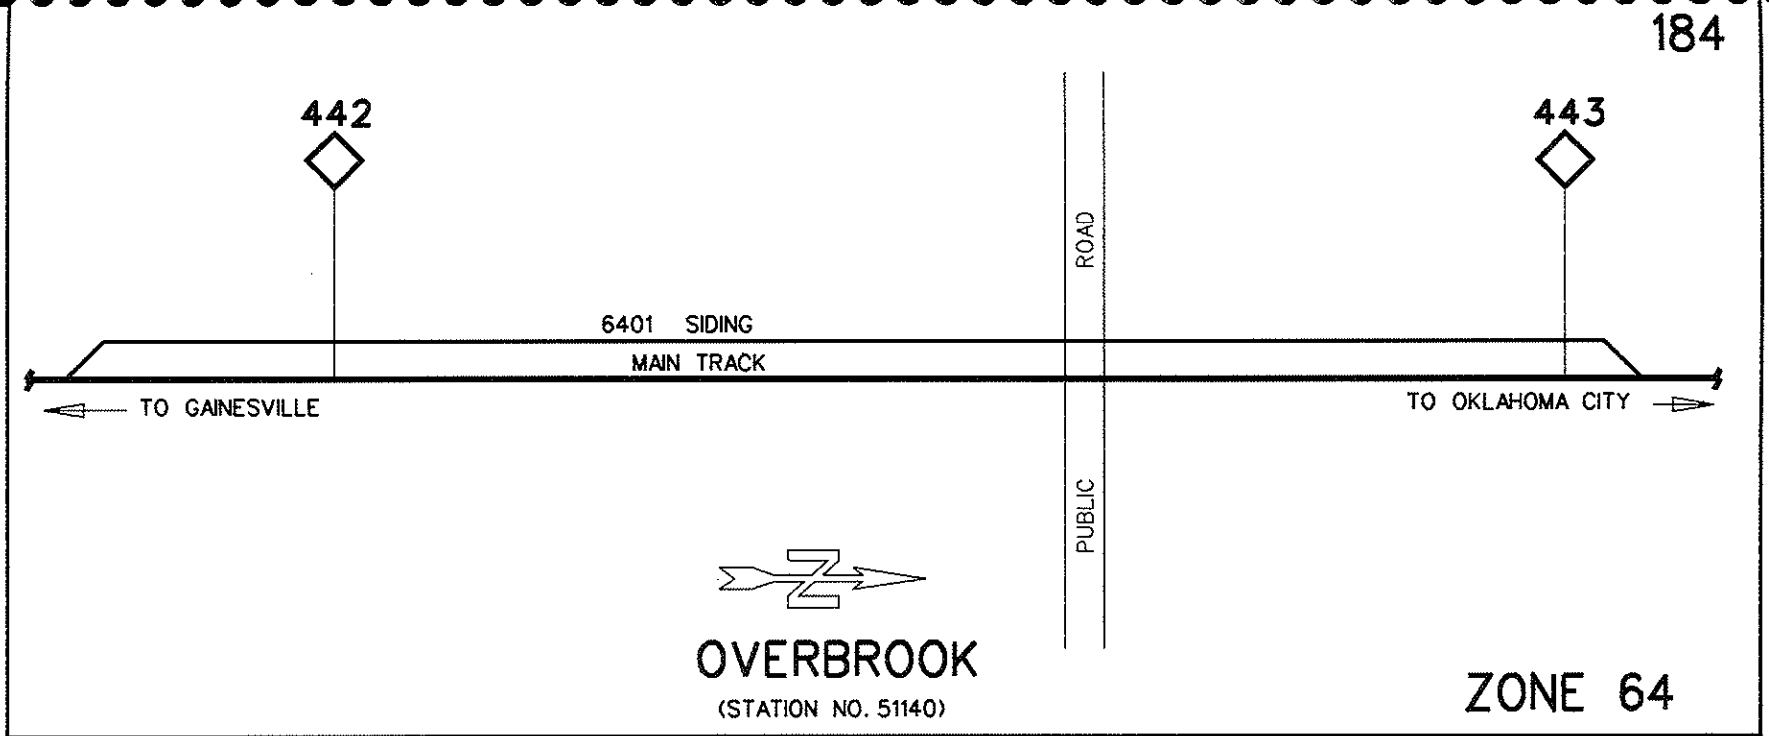 184
442
443
ROAD
6401 SIDING
MAIN TRACK
TO GAINESVILLE
TO OKLAHOMA CITY
PUBLIC
N
OVERBROOK
(STATION NO. 51140)
ZONE 64